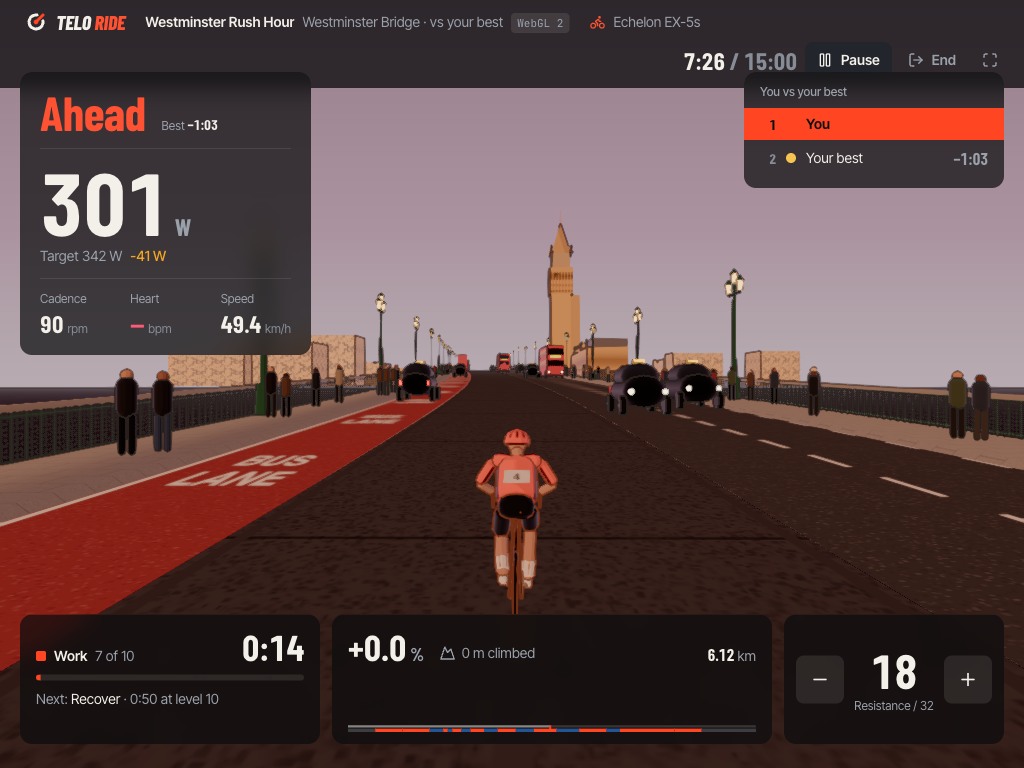 TELO RIDE Westminster Rush Hour Westminster Bridge · vs your best WebGL 2 Echelon EX-5s
7:26 / 15:00 Pause End
Ahead Best −1:03
301 W
Target 342 W -41 W
Cadence Heart Speed
90 rpm — bpm 49.4 km/h
You vs your best
1 You
2 Your best −1:03
BUS
LANE
4
Work 7 of 10 0:14
Next: Recover · 0:50 at level 10
+0.0 % 0 m climbed 6.12 km
− 18 +
Resistance / 32